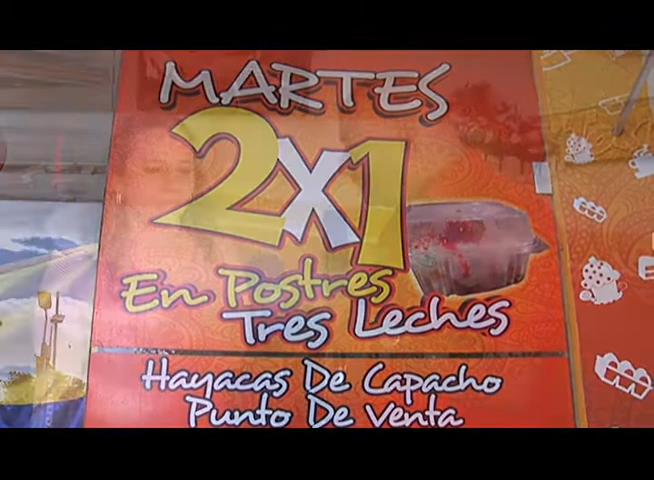 MARTES
2x1
En Postres
Tres Leches
Hayacas De Capacho
Punto De Venta